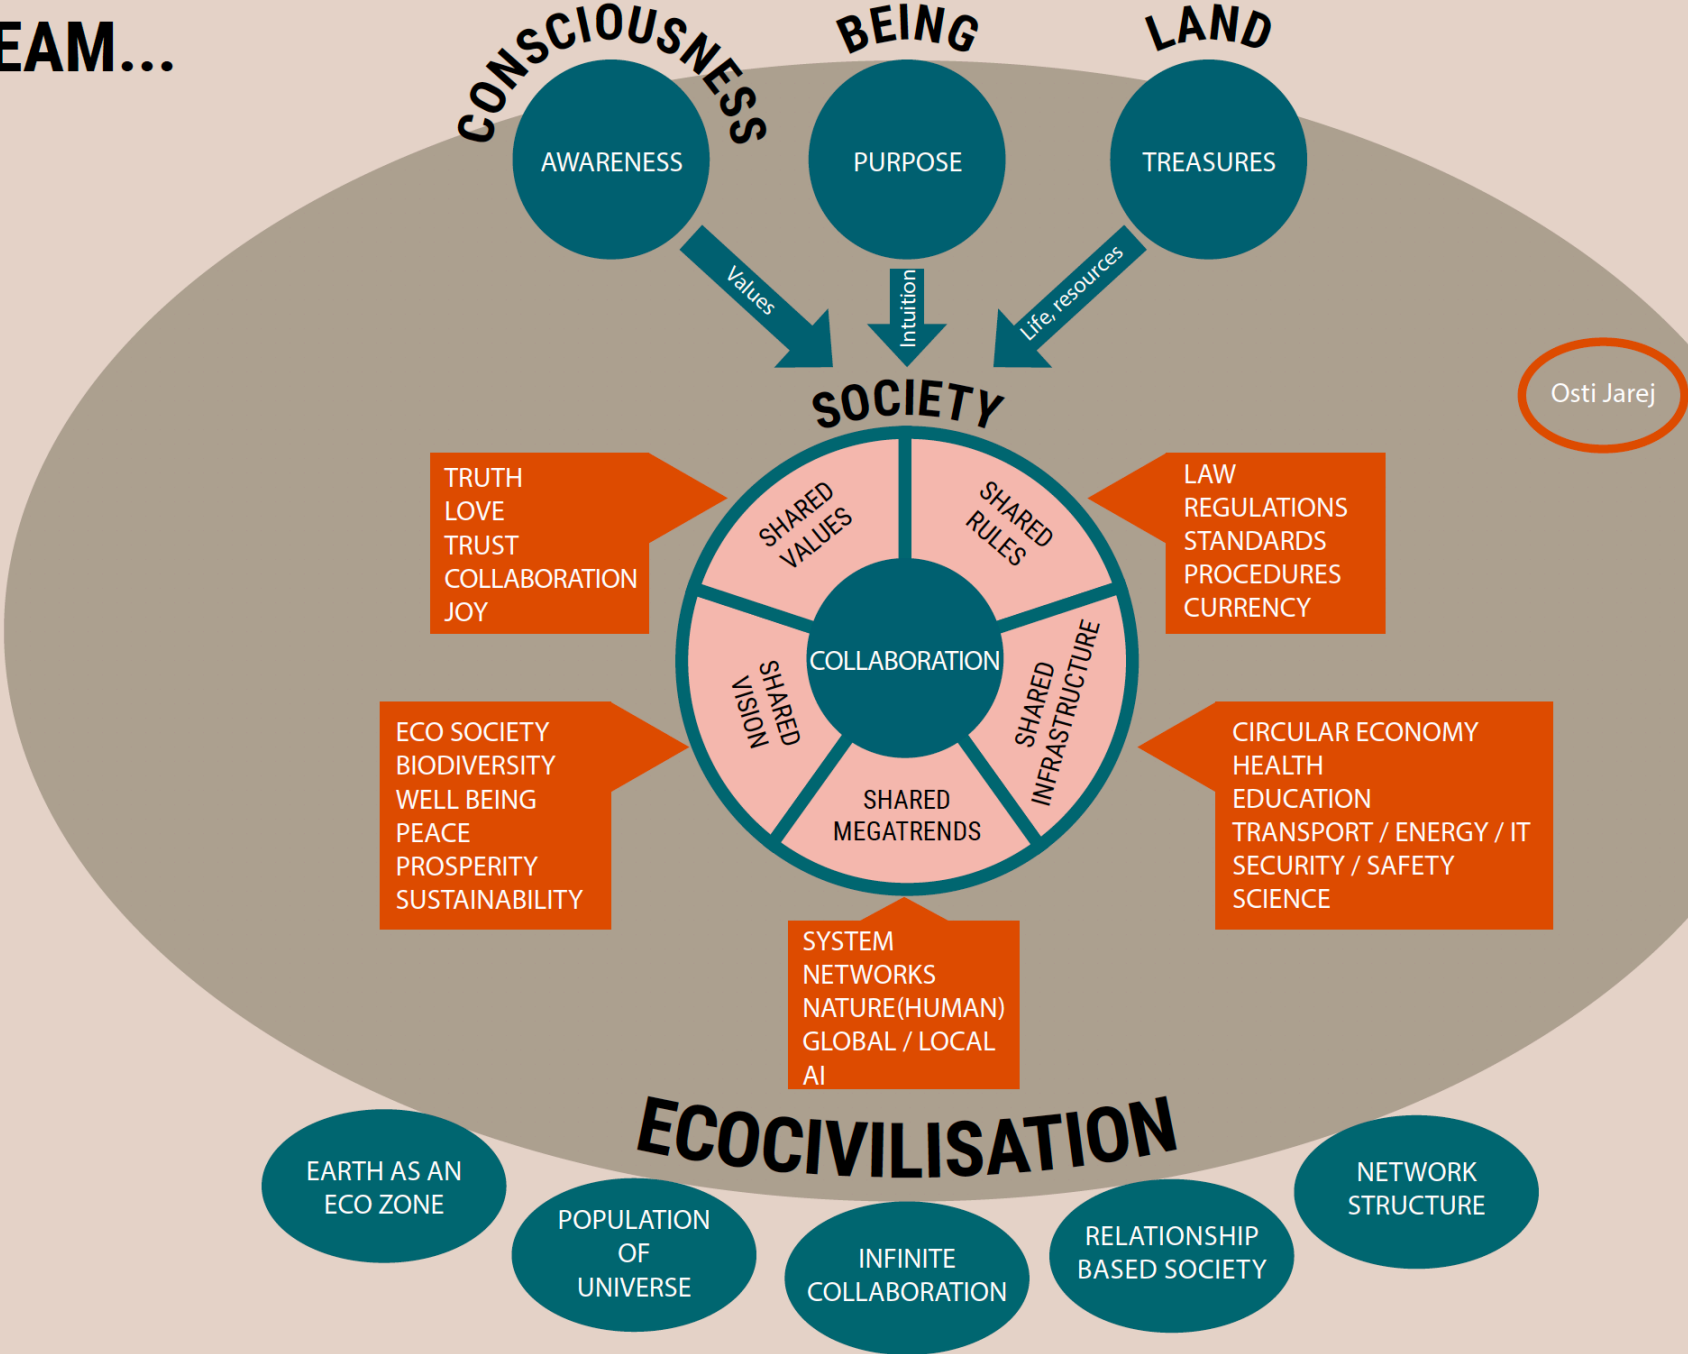 EAM...
CONSCIOUSNESS
BEING
LAND
AWARENESS
PURPOSE
TREASURES
Values
Intuition
Life, resources
Osti Jarej
SOCIETY
SHARED
VALUES
SHARED
RULES
SHARED
VISION
COLLABORATION
SHARED
INFRASTRUCTURE
SHARED
MEGATRENDS
TRUTH
LOVE
TRUST
COLLABORATION
JOY
LAW
REGULATIONS
STANDARDS
PROCEDURES
CURRENCY
ECO SOCIETY
BIODIVERSITY
WELL BEING
PEACE
PROSPERITY
SUSTAINABILITY
CIRCULAR ECONOMY
HEALTH
EDUCATION
TRANSPORT / ENERGY / IT
SECURITY / SAFETY
SCIENCE
SYSTEM
NETWORKS
NATURE(HUMAN)
GLOBAL / LOCAL
AI
ECOCIVILISATION
EARTH AS AN
ECO ZONE
POPULATION
OF
UNIVERSE
INFINITE
COLLABORATION
RELATIONSHIP
BASED SOCIETY
NETWORK
STRUCTURE